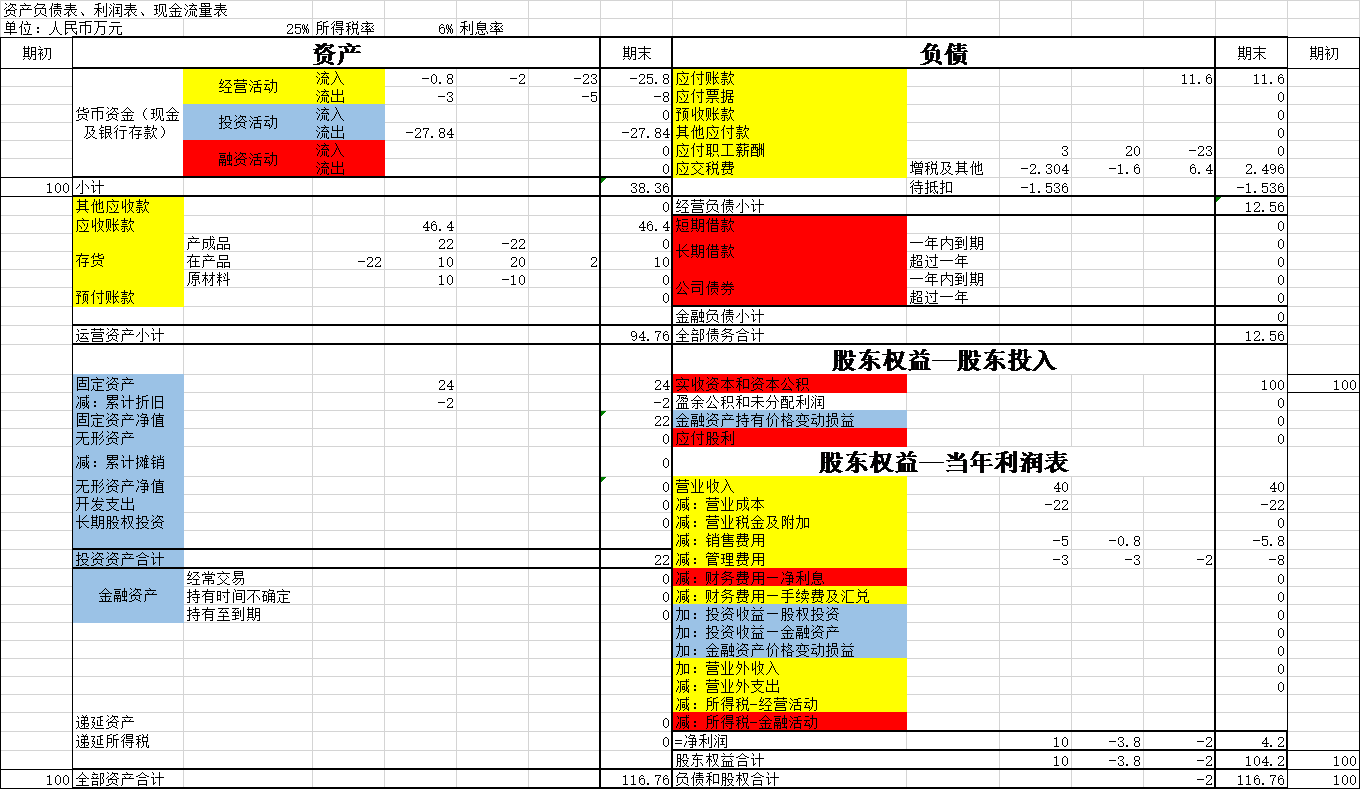 资产负债表、利润表、现金流量表
单位：人民币万元 25% 所得税率 6% 利息率
期初 资产 期末 负债 期末 期初
货币资金（现金及银行存款） 经营活动 流入 -0.8 -2 -23 -25.8 应付账款 11.6 11.6
流出 -3 -5 -8 应付票据 0
投资活动 流入 0 预收账款 0
流出 -27.84 -27.84 其他应付款 0
融资活动 流入 0 应付职工薪酬 3 20 -23 0
流出 0 应交税费 增税及其他 -2.304 -1.6 6.4 2.496
100 小计 38.36 待抵扣 -1.536 -1.536
其他应收款 0 经营负债小计 12.56
应收账款 46.4 46.4 短期借款 0
存货 产成品 22 -22 0 长期借款 一年内到期 0
在产品 -22 10 20 2 10 超过一年 0
原材料 10 -10 0 公司债券 一年内到期 0
预付账款 0 超过一年 0
金融负债小计 0
运营资产小计 94.76 全部债务合计 12.56
股东权益—股东投入
固定资产 24 24 实收资本和资本公积 100 100
减：累计折旧 -2 -2 盈余公积和未分配利润 0
固定资产净值 22 金融资产持有价格变动损益 0
无形资产 0 应付股利 0
减：累计摊销 0 股东权益—当年利润表
无形资产净值 0 营业收入 40 40
开发支出 0 减：营业成本 -22 -22
长期股权投资 0 减：营业税金及附加 0
减：销售费用 -5 -0.8 -5.8
投资资产合计 22 减：管理费用 -3 -3 -2 -8
金融资产 经常交易 0 减：财务费用—净利息 0
持有时间不确定 0 减：财务费用—手续费及汇兑 0
持有至到期 0 加：投资收益—股权投资 0
加：投资收益—金融资产 0
加：金融资产价格变动损益 0
加：营业外收入 0
减：营业外支出 0
减：所得税-经营活动
递延资产 0 减：所得税-金融活动
递延所得税 0 =净利润 10 -3.8 -2 4.2
股东权益合计 10 -3.8 -2 104.2 100
100 全部资产合计 116.76 负债和股权合计 -2 116.76 100